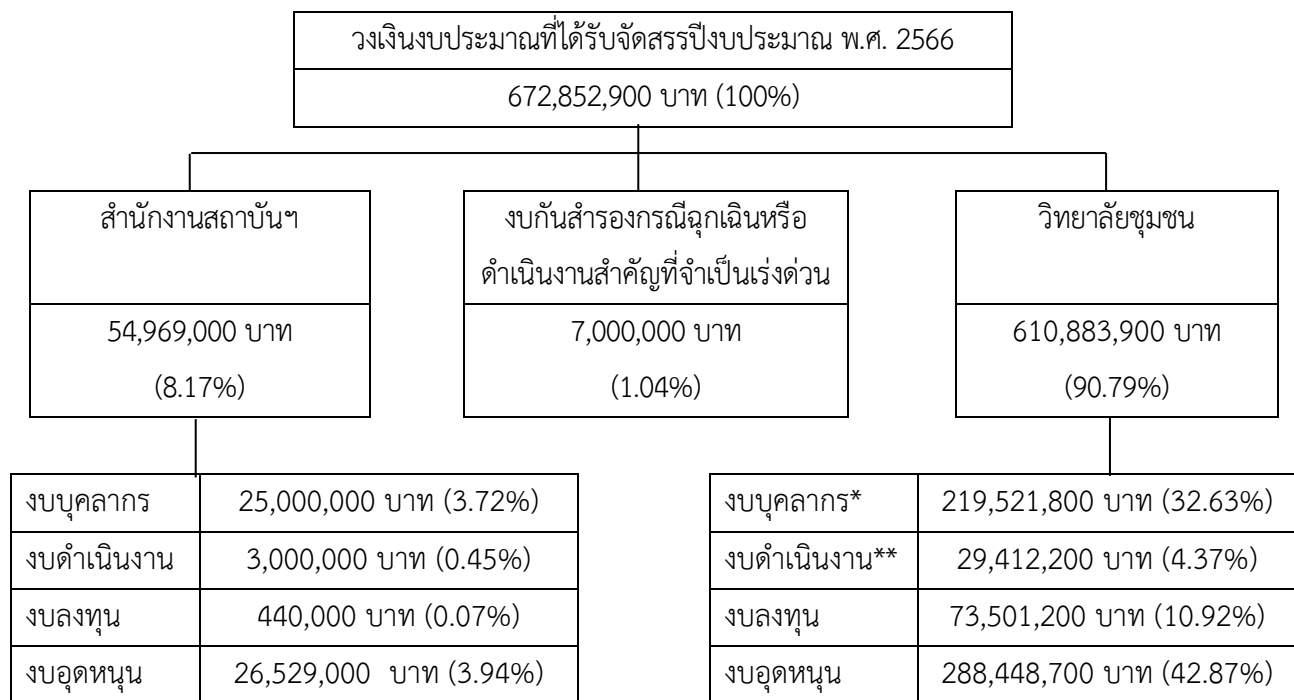 วงเงินงบประมาณที่ได้รับจัดสรรปีงบประมาณ พ.ศ. 2566
672,852,900 บาท (100%)
สำนักงานสถาบันฯ
54,969,000 บาท
(8.17%)
งบกันสำรองกรณีฉุกเฉินหรือ
ดำเนินงานสำคัญที่จำเป็นเร่งด่วน
7,000,000 บาท
(1.04%)
วิทยาลัยชุมชน
610,883,900 บาท
(90.79%)
งบบุคลากร 25,000,000 บาท (3.72%)
งบดำเนินงาน 3,000,000 บาท (0.45%)
งบลงทุน 440,000 บาท (0.07%)
งบอุดหนุน 26,529,000 บาท (3.94%)
งบบุคลากร* 219,521,800 บาท (32.63%)
งบดำเนินงาน** 29,412,200 บาท (4.37%)
งบลงทุน 73,501,200 บาท (10.92%)
งบอุดหนุน 288,448,700 บาท (42.87%)